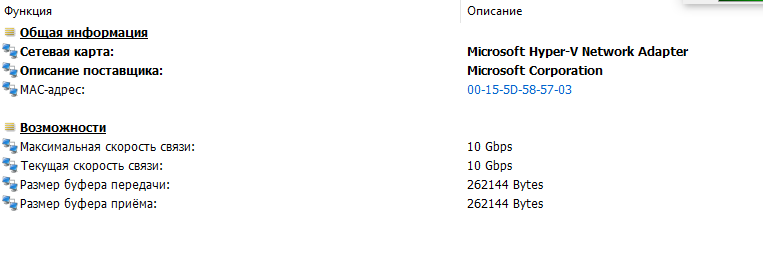 Функция Описание
Общая информация
Сетевая карта: Microsoft Hyper-V Network Adapter
Описание поставщика: Microsoft Corporation
MAC-адрес: 00-15-5D-58-57-03
Возможности
Максимальная скорость связи: 10 Gbps
Текущая скорость связи: 10 Gbps
Размер буфера передачи: 262144 Bytes
Размер буфера приёма: 262144 Bytes